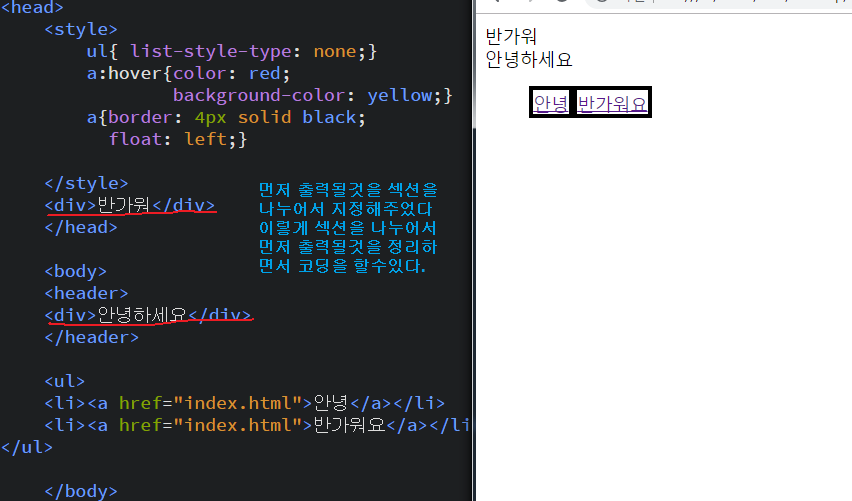 <head>
<style>
ul{ list-style-type: none;}
a:hover{color: red;
background-color: yellow;}
a{border: 4px solid black;
float: left;}
</style>
<div>반가워</div>
</head>
<body>
<header>
<div>안녕하세요</div>
</header>
<ul>
<li><a href="index.html">안녕</a></li>
<li><a href="index.html">반가워요</a></li
</ul>
</body>
먼저 출력될것을 섹션을
나누어서 지정해주었다
이렇게 섹션을 나누어서
먼저 출력될것을 정리하
면서 코딩을 할수있다.
반가워
안녕하세요
안녕 반가워요